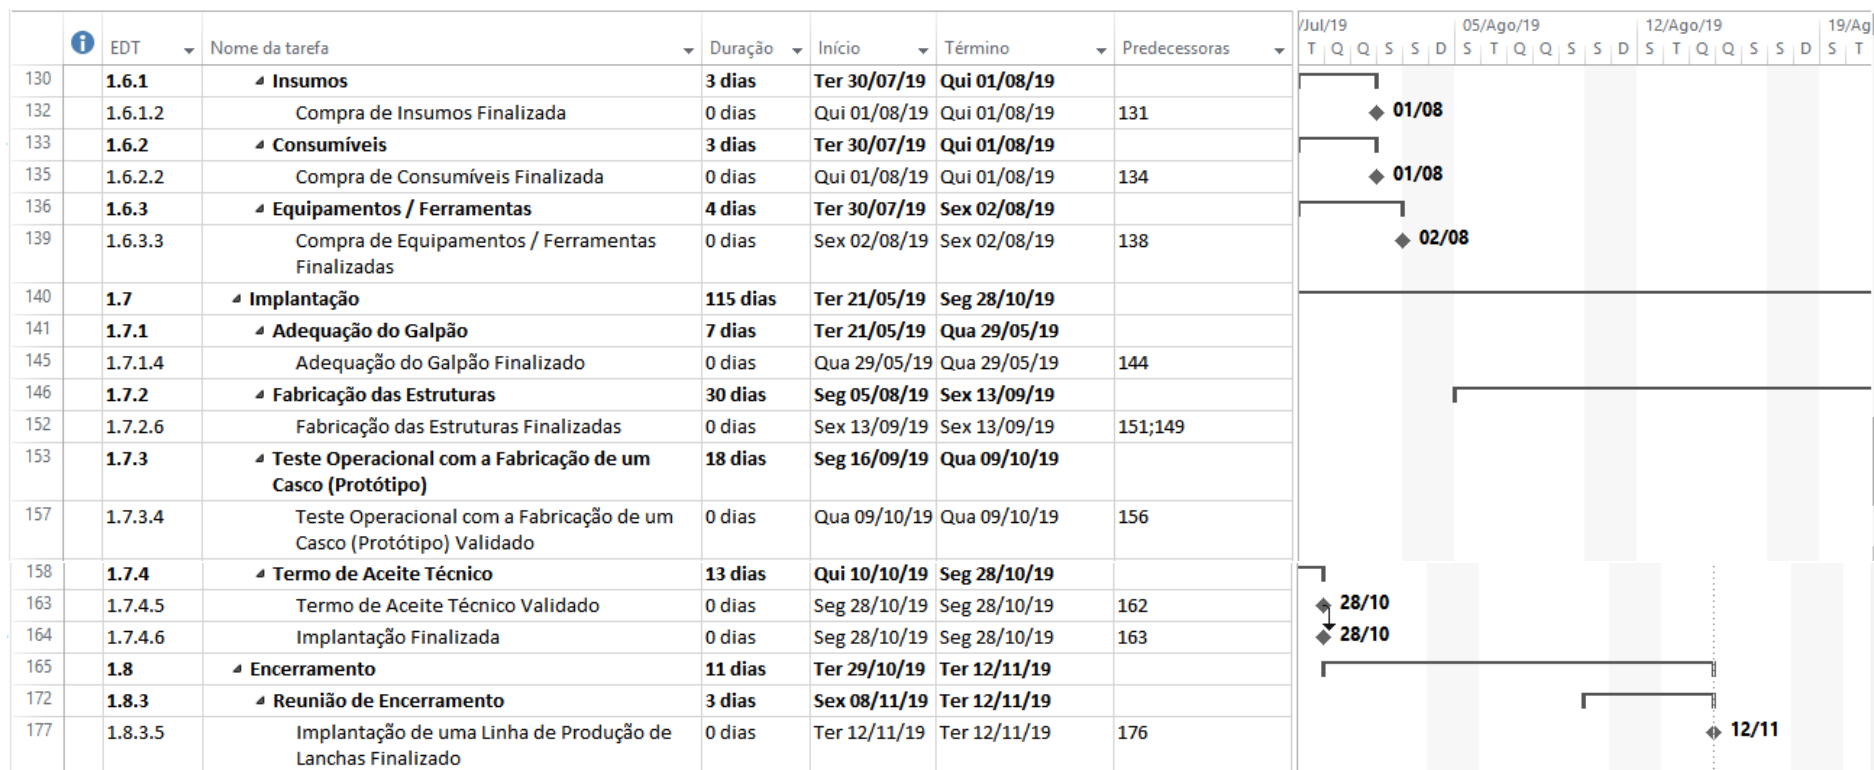 /Jul/19 05/Ago/19 12/Ago/19 19/Ag
EDT Nome da tarefa Duração Início Término Predecessoras T Q Q S S D S T Q Q S S D S T Q Q S S D S T
130 1.6.1 Insumos 3 dias Ter 30/07/19 Qui 01/08/19
132 1.6.1.2 Compra de Insumos Finalizada 0 dias Qui 01/08/19 Qui 01/08/19 131 01/08
133 1.6.2 Consumíveis 3 dias Ter 30/07/19 Qui 01/08/19
135 1.6.2.2 Compra de Consumíveis Finalizada 0 dias Qui 01/08/19 Qui 01/08/19 134 01/08
136 1.6.3 Equipamentos / Ferramentas 4 dias Ter 30/07/19 Sex 02/08/19
139 1.6.3.3 Compra de Equipamentos / Ferramentas 0 dias Sex 02/08/19 Sex 02/08/19 138 02/08
Finalizadas
140 1.7 Implantação 115 dias Ter 21/05/19 Seg 28/10/19
141 1.7.1 Adequação do Galpão 7 dias Ter 21/05/19 Qua 29/05/19
145 1.7.1.4 Adequação do Galpão Finalizado 0 dias Qua 29/05/19 Qua 29/05/19 144
146 1.7.2 Fabricação das Estruturas 30 dias Seg 05/08/19 Sex 13/09/19
152 1.7.2.6 Fabricação das Estruturas Finalizadas 0 dias Sex 13/09/19 Sex 13/09/19 151;149
153 1.7.3 Teste Operacional com a Fabricação de um 18 dias Seg 16/09/19 Qua 09/10/19
Casco (Protótipo)
157 1.7.3.4 Teste Operacional com a Fabricação de um 0 dias Qua 09/10/19 Qua 09/10/19 156
Casco (Protótipo) Validado
158 1.7.4 Termo de Aceite Técnico 13 dias Qui 10/10/19 Seg 28/10/19
163 1.7.4.5 Termo de Aceite Técnico Validado 0 dias Seg 28/10/19 Seg 28/10/19 162 28/10
164 1.7.4.6 Implantação Finalizada 0 dias Seg 28/10/19 Seg 28/10/19 163 28/10
165 1.8 Encerramento 11 dias Ter 29/10/19 Ter 12/11/19
172 1.8.3 Reunião de Encerramento 3 dias Sex 08/11/19 Ter 12/11/19
177 1.8.3.5 Implantação de uma Linha de Produção de 0 dias Ter 12/11/19 Ter 12/11/19 176 12/11
Lanchas Finalizado